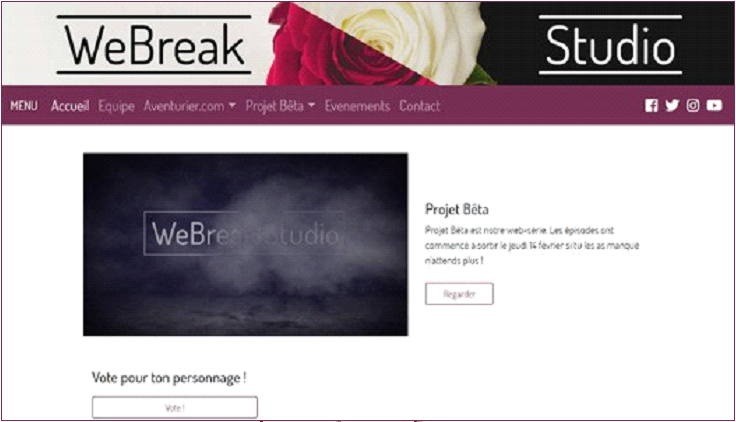 WeBreak Studio
MENU Accueil Equipe Aventurier.com Projet Bêta Evenements Contact
WeBreak Studio
Projet Bêta
Projet Bêta est notre web-série. Les épisodes ont
commencé a sortir le jeudi 14 février si tu les as manqué
n'attends plus !
Regarder
Vote pour ton personnage !
Vote !